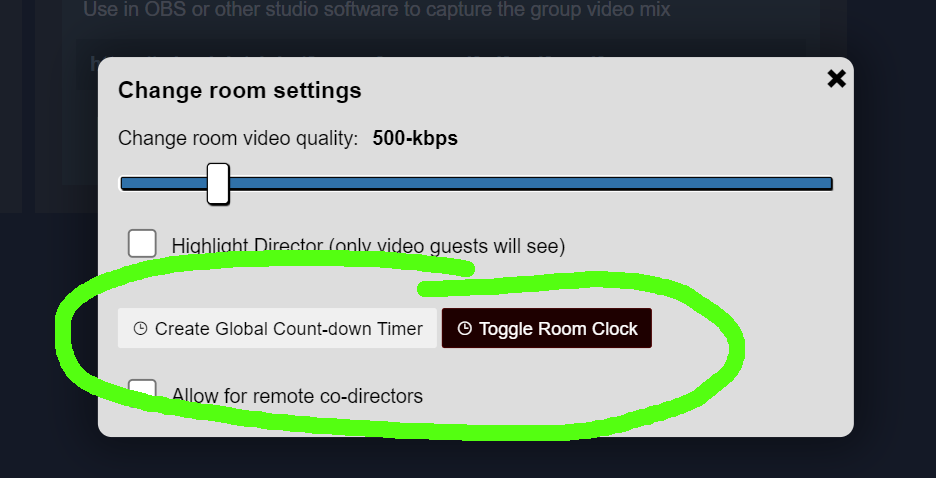 Use in OBS or other studio software to capture the group video mix
Change room settings
Change room video quality: 500-kbps
Highlight Director (only video guests will see)
Create Global Count-down Timer
Toggle Room Clock
Allow for remote co-directors